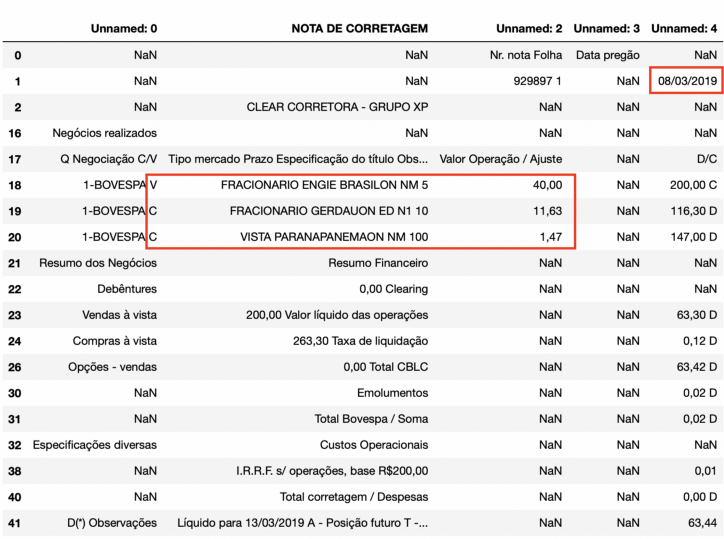 Unnamed: 0 NOTA DE CORRETAGEM Unnamed: 2 Unnamed: 3 Unnamed: 4
0 NaN NaN Nr. nota Folha Data pregão NaN
1 NaN NaN 929897 1 NaN 08/03/2019
2 NaN CLEAR CORRETORA - GRUPO XP NaN NaN NaN
16 Negócios realizados NaN NaN NaN NaN
17 Q Negociação C/V Tipo mercado Prazo Especificação do título Obs... Valor Operação / Ajuste NaN D/C
18 1-BOVESPA V FRACIONARIO ENGIE BRASILON NM 5 40,00 NaN 200,00 C
19 1-BOVESPA C FRACIONARIO GERDAUON ED N1 10 11,63 NaN 116,30 D
20 1-BOVESPA C VISTA PARANAPANEMAON NM 100 1,47 NaN 147,00 D
21 Resumo dos Negócios Resumo Financeiro NaN NaN NaN
22 Debêntures 0,00 Clearing NaN NaN NaN
23 Vendas à vista 200,00 Valor líquido das operações NaN NaN 63,30 D
24 Compras à vista 263,30 Taxa de liquidação NaN NaN 0,12 D
26 Opções - vendas 0,00 Total CBLC NaN NaN 63,42 D
30 NaN Emolumentos NaN NaN 0,02 D
31 NaN Total Bovespa / Soma NaN NaN 0,02 D
32 Especificações diversas Custos Operacionais NaN NaN NaN
38 NaN I.R.R.F. s/ operações, base R$200,00 NaN NaN 0,01
40 NaN Total corretagem / Despesas NaN NaN 0,00 D
41 D(*) Observações Líquido para 13/03/2019 A - Posição futuro T -... NaN NaN 63,44